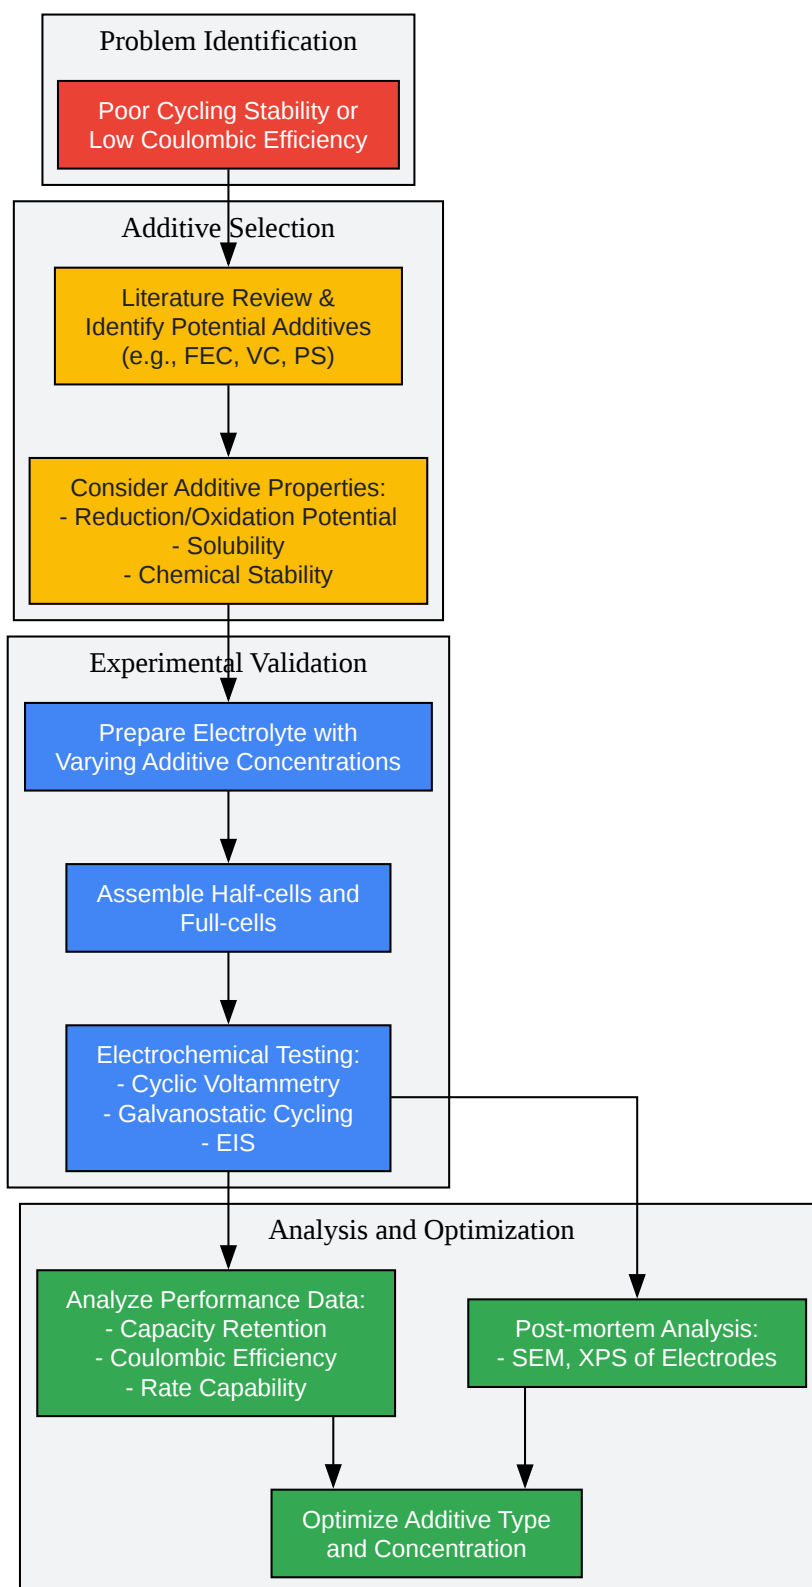 Problem Identification
Poor Cycling Stability or
Low Coulombic Efficiency
Additive Selection
Literature Review &
Identify Potential Additives
(e.g., FEC, VC, PS)
Consider Additive Properties:
- Reduction/Oxidation Potential
- Solubility
- Chemical Stability
Experimental Validation
Prepare Electrolyte with
Varying Additive Concentrations
Assemble Half-cells and
Full-cells
Electrochemical Testing:
- Cyclic Voltammetry
- Galvanostatic Cycling
- EIS
Analysis and Optimization
Analyze Performance Data:
- Capacity Retention
- Coulombic Efficiency
- Rate Capability
Post-mortem Analysis:
- SEM, XPS of Electrodes
Optimize Additive Type
and Concentration